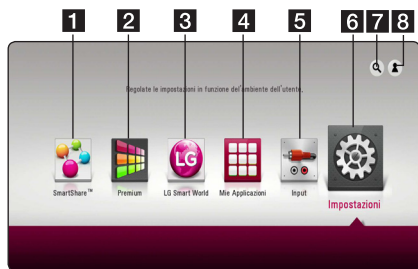 1 2 3 4 5 6 7 8
Regolate le impostazioni in funzione dell'ambiente dell'utente.
LG
SmartShare™ Premium LG Smart World Mie Applicazioni Input Impostazioni